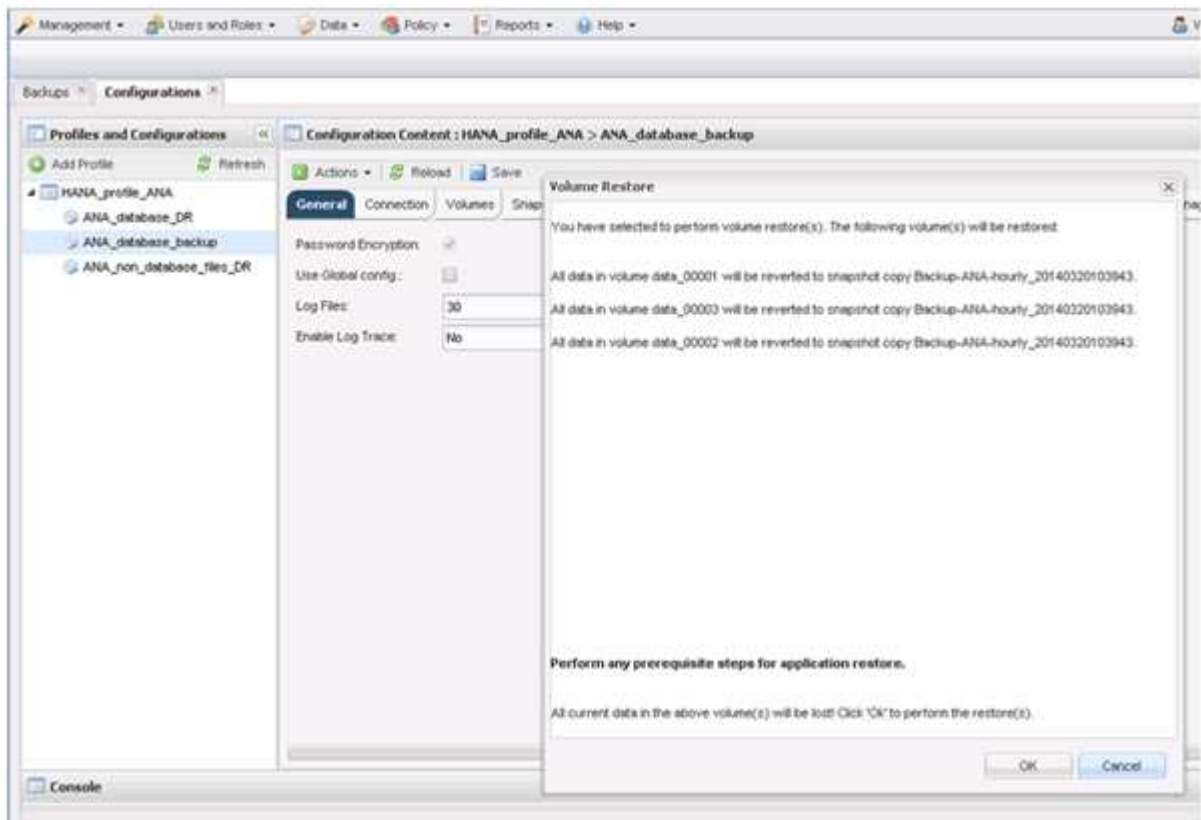 Management Users and Roles Data Policy Reports Help
Backups Configurations
Profiles and Configurations
Add Profile Refresh
HANA_profile_ANA
ANA_database_DR
ANA_database_backup
ANA_non_database_files_DR
Configuration Content : HANA_profile_ANA > ANA_database_backup
Actions Reload Save
General Connection Volumes Snap
Password Encryption:
Use Global config.:
Log Files: 30
Enable Log Trace: No
Volume Restore
You have selected to perform volume restore(s). The following volume(s) will be restored:
All data in volume data_00001 will be reverted to snapshot copy Backup-ANA-hourly_20140320103943.
All data in volume data_00003 will be reverted to snapshot copy Backup-ANA-hourly_20140320103943.
All data in volume data_00002 will be reverted to snapshot copy Backup-ANA-hourly_20140320103943.
Perform any prerequisite steps for application restore.
All current data in the above volume(s) will be lost! Click 'Ok' to perform the restore(s).
OK Cancel
Console